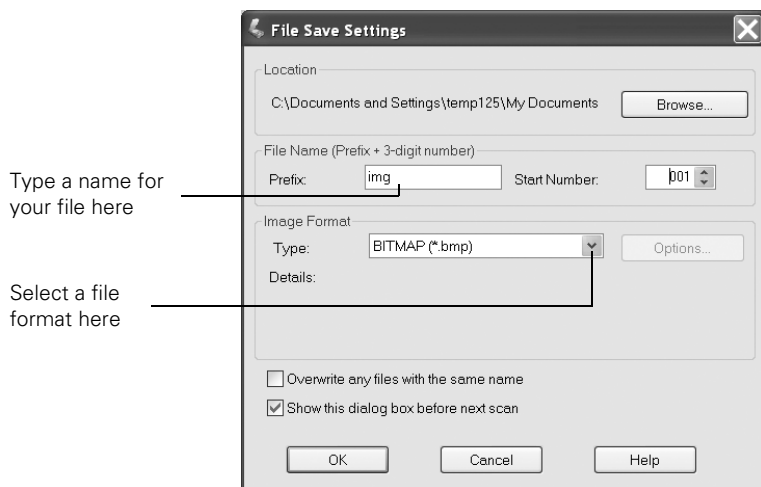 File Save Settings
Location
C:\Documents and Settings\temp125\My Documents
Browse...
File Name (Prefix + 3-digit number)
Type a name for
your file here
Prefix:
img
Start Number:
001
Image Format
Type:
BITMAP (*.bmp)
Options...
Details:
Select a file
format here
Overwrite any files with the same name
Show this dialog box before next scan
OK
Cancel
Help